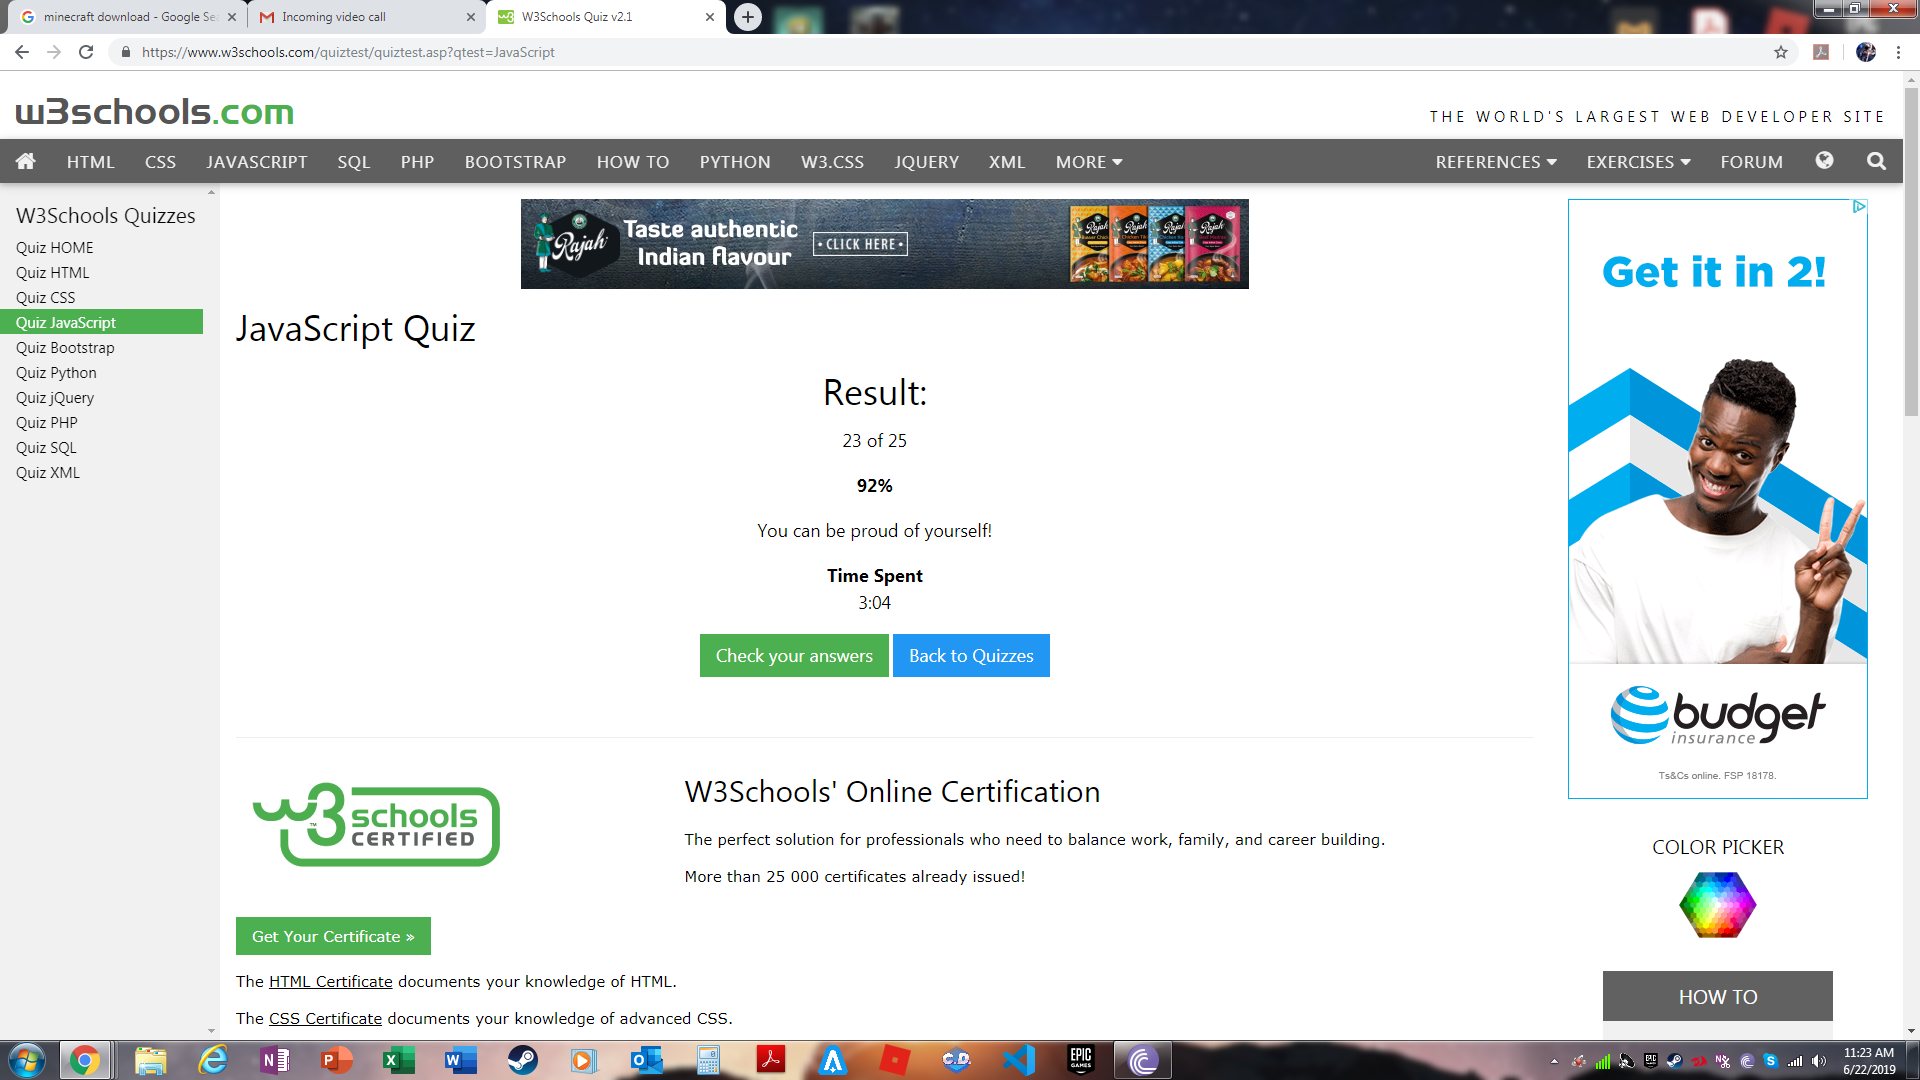 minecraft download - Google Se
Incoming video call
W3Schools Quiz v2.1
https://www.w3schools.com/quiztest/quiztest.asp?qtest=JavaScript
w3schools.com
THE WORLD'S LARGEST WEB DEVELOPER SITE
HTML CSS JAVASCRIPT SQL PHP BOOTSTRAP HOW TO PYTHON W3.CSS JQUERY XML MORE REFERENCES EXERCISES FORUM
W3Schools Quizzes
Quiz HOME
Quiz HTML
Quiz CSS
Quiz JavaScript
Quiz Bootstrap
Quiz Python
Quiz jQuery
Quiz PHP
Quiz SQL
Quiz XML
Rajah
Taste authentic
Indian flavour
• CLICK HERE •
JavaScript Quiz
Result:
23 of 25
92%
You can be proud of yourself!
Time Spent
3:04
Check your answers
Back to Quizzes
Get it in 2!
budget
insurance
Ts&Cs online. FSP 18178.
w3schools
CERTIFIED
TM
W3Schools' Online Certification
The perfect solution for professionals who need to balance work, family, and career building.
More than 25 000 certificates already issued!
Get Your Certificate »
The HTML Certificate documents your knowledge of HTML.
The CSS Certificate documents your knowledge of advanced CSS.
COLOR PICKER
HOW TO
C.D.
EPIC
GAMES
11:23 AM
6/22/2019